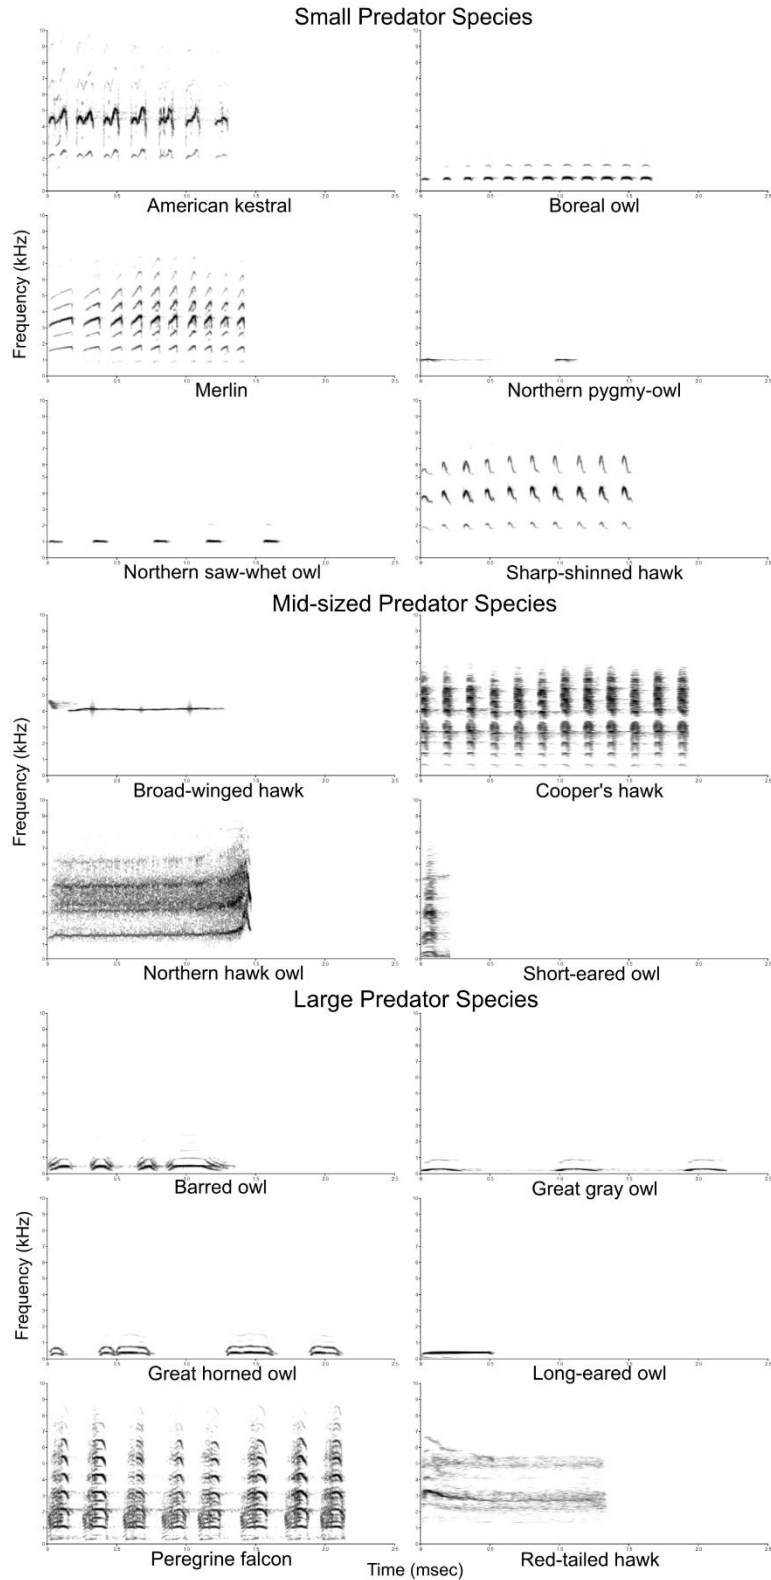 Small Predator Species
American kestral
Boreal owl
Frequency (kHz)
Merlin
Northern pygmy-owl
Northern saw-whet owl
Sharp-shinned hawk
Mid-sized Predator Species
Broad-winged hawk
Cooper's hawk
Frequency (kHz)
Northern hawk owl
Short-eared owl
Large Predator Species
Barred owl
Great gray owl
Frequency (kHz)
Great horned owl
Long-eared owl
Peregrine falcon
Time (msec)
Red-tailed hawk